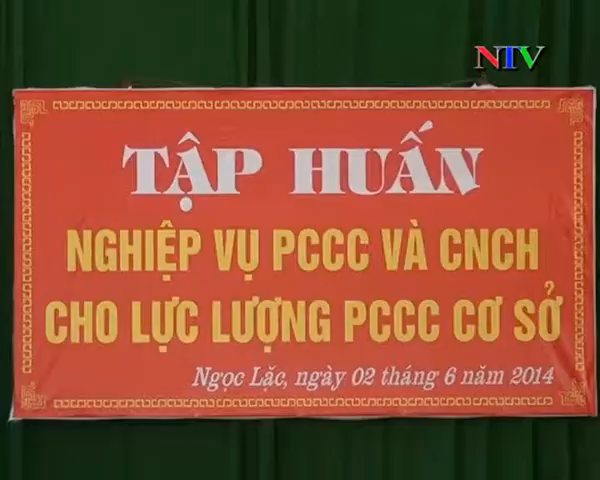 NTV
TẬP HUẤN
NGHIỆP VỤ PCCC VÀ CNCH
CHO LỰC LƯỢNG PCCC CƠ SỞ
Ngọc Lặc, ngày 02 tháng 6 năm 2014